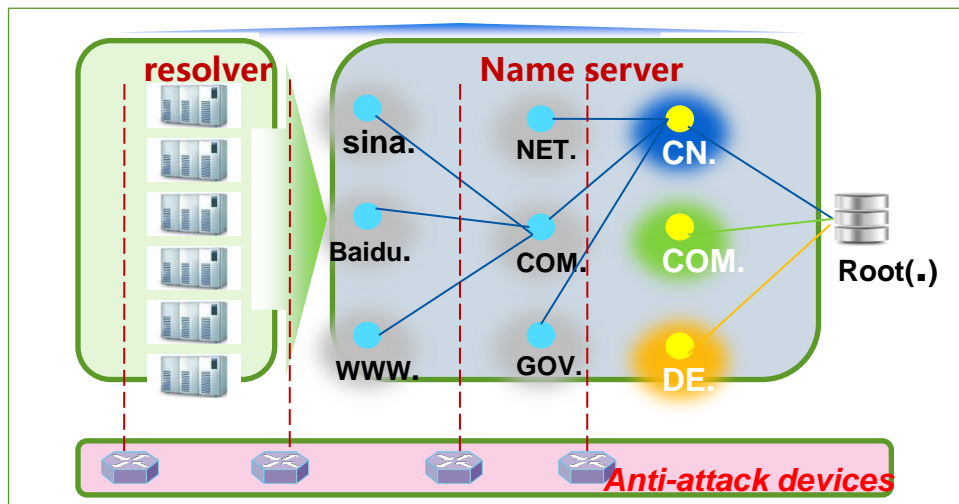 resolver
Name server
sina.
NET.
CN.
Baidu.
COM.
COM.
Root(.)
WWW.
GOV.
DE.
Anti-attack devices